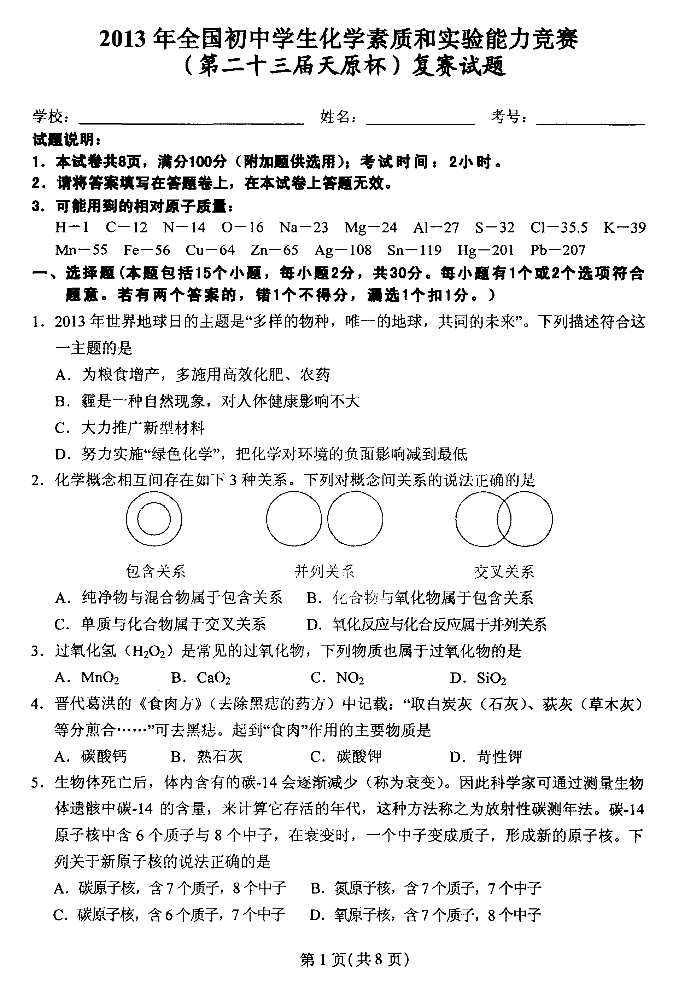 2013 年全国初中学生化学素质和实验能力竞赛
（第二十三届天原杯）复赛试题
学校： 姓名： 考号：
试题说明：
1． 本试卷共8页，满分100分（附加题供选用）；考试时间：2小时。
2． 请将答案填写在答题卷上，在本试卷上答题无效。
3． 可能用到的相对原子质量：
H－1 C－12 N－14 O－16 Na－23 Mg－24 Al－27 S－32 Cl－35.5 K－39
Mn－55 Fe－56 Cu－64 Zn－65 Ag－108 Sn－119 Hg－201 Pb－207
一、选择题(本题包括15个小题，每小题2分，共30分。每小题有1个或2个选项符合
题意。若有两个答案的，错1个不得分，漏选1个扣1分。）
1． 2013 年世界地球日的主题是“多样的物种，唯一的地球，共同的未来”。下列描述符合这
一主题的是
A． 为粮食增产，多施用高效化肥、农药
B． 霾是一种自然现象，对人体健康影响不大
C． 大力推广新型材料
D． 努力实施“绿色化学”，把化学对环境的负面影响减到最低
2． 化学概念相互间存在如下 3 种关系。下列对概念间关系的说法正确的是
包含关系 并列关系 交叉关系
A． 纯净物与混合物属于包含关系 B． 化合物与氧化物属于包含关系
C． 单质与化合物属于交叉关系 D． 氧化反应与化合反应属于并列关系
3． 过氧化氢（H₂O₂）是常见的过氧化物，下列物质也属于过氧化物的是
A．MnO₂ B．CaO₂ C．NO₂ D．SiO₂
4． 晋代葛洪的《食肉方》（去除黑痣的药方）中记载：“取白炭灰（石灰）、荻灰（草木灰）
等分煎合……”可去黑痣。起到“食肉”作用的主要物质是
A． 碳酸钙 B． 熟石灰 C． 碳酸钾 D． 苛性钾
5． 生物体死亡后，体内含有的碳-14 会逐渐减少（称为衰变）。因此科学家可通过测量生物
体遗骸中碳-14 的含量，来计算它存活的年代，这种方法称之为放射性碳测年法。碳-14
原子核中含 6 个质子与 8 个中子，在衰变时，一个中子变成质子，形成新的原子核。下
列关于新原子核的说法正确的是
A． 碳原子核，含 7 个质子，8 个中子 B． 氮原子核，含 7 个质子，7 个中子
C． 碳原子核，含 6 个质子，7 个中子 D． 氧原子核，含 7 个质子，8 个中子
第 1 页(共 8 页)